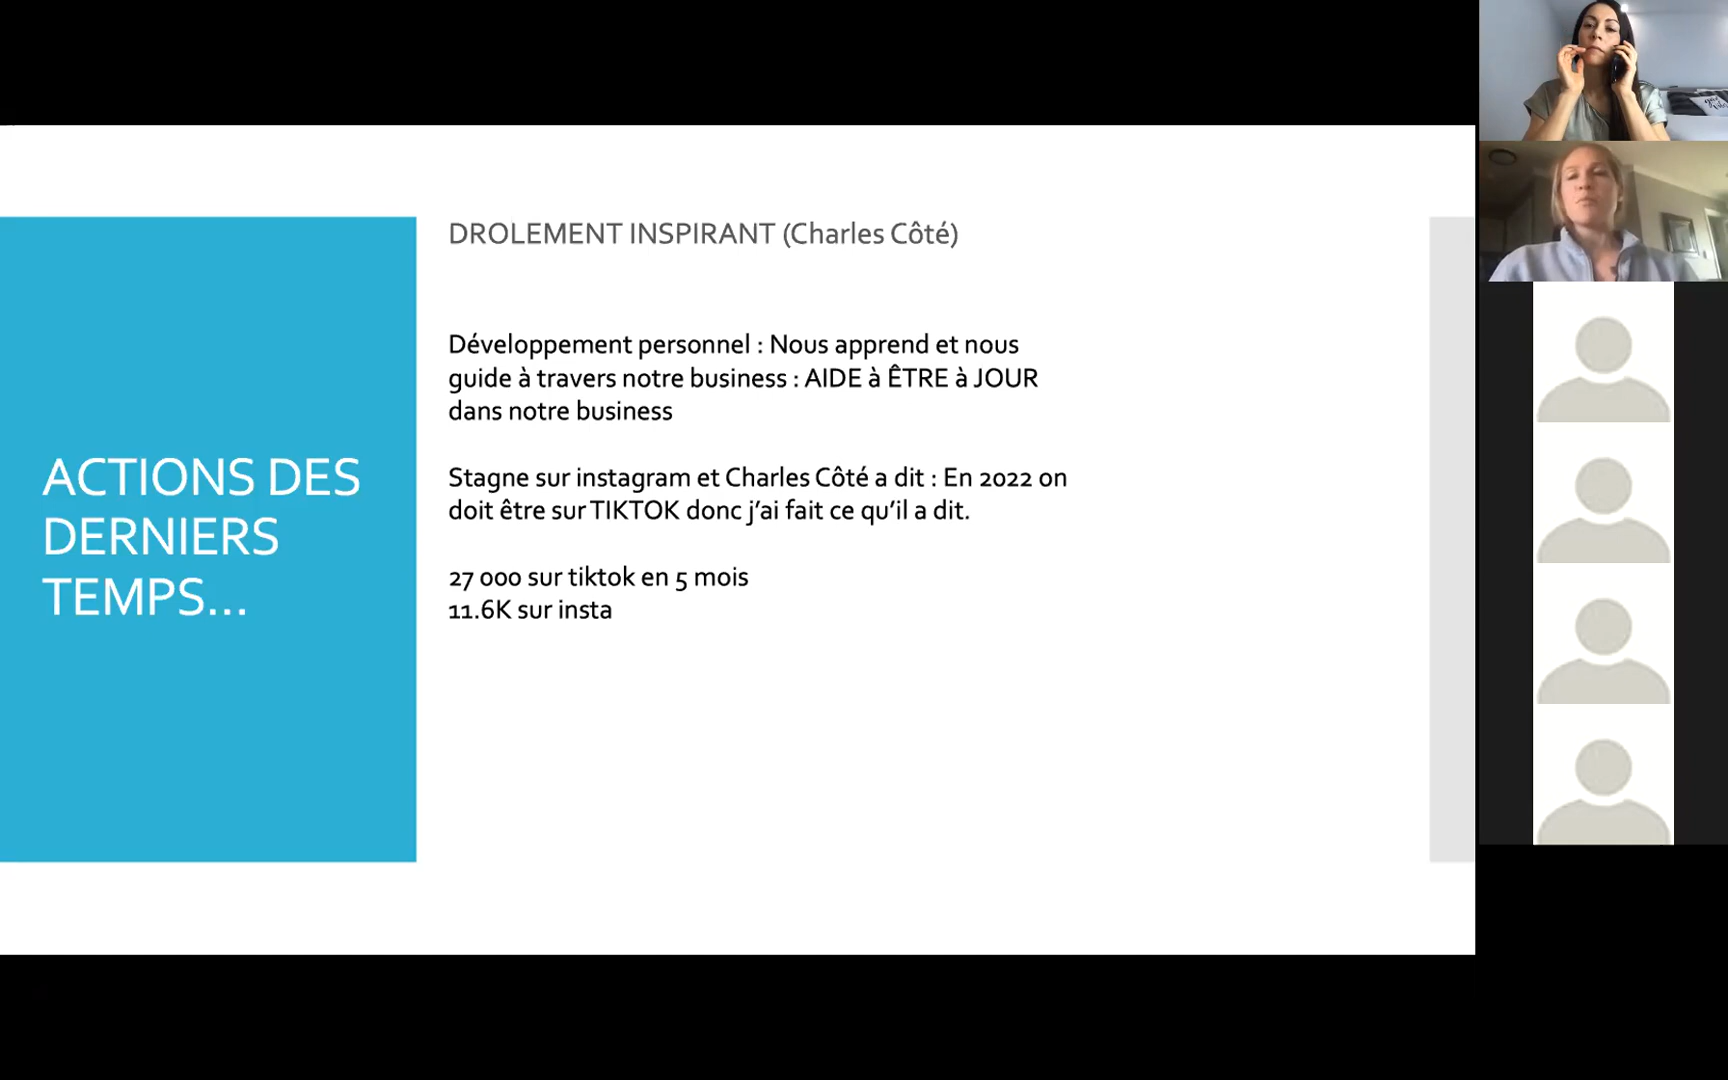 DROLEMENT INSPIRANT (Charles Côté)
ACTIONS DES
DERNIERS
TEMPS...
Développement personnel : Nous apprend et nous
guide à travers notre business : AIDE à ÊTRE à JOUR
dans notre business
Stagne sur instagram et Charles Côté a dit : En 2022 on
doit être sur TIKTOK donc j’ai fait ce qu’il a dit.
27 000 sur tiktok en 5 mois
11.6K sur insta